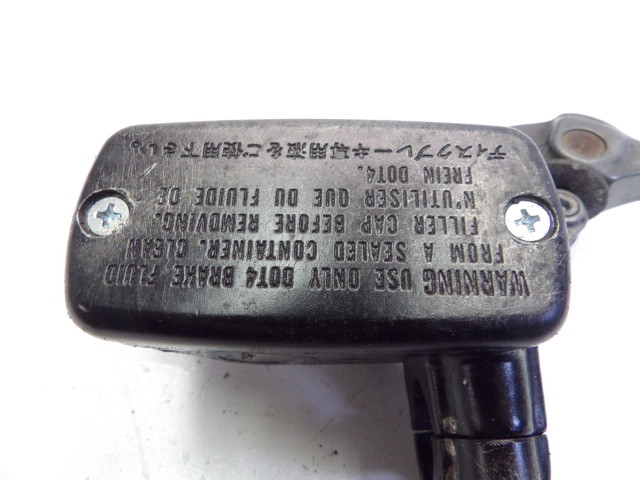 WARNING USE ONLY DOT4 BRAKE FLUID
FROM A SEALED CONTAINER. CLEAN
FILLER CAP BEFORE REMOVING.
N'UTILISER QUE DU FLUIDE DE
FREIN DOT4.
ディスクブレーキ専用液をご使用下さい。